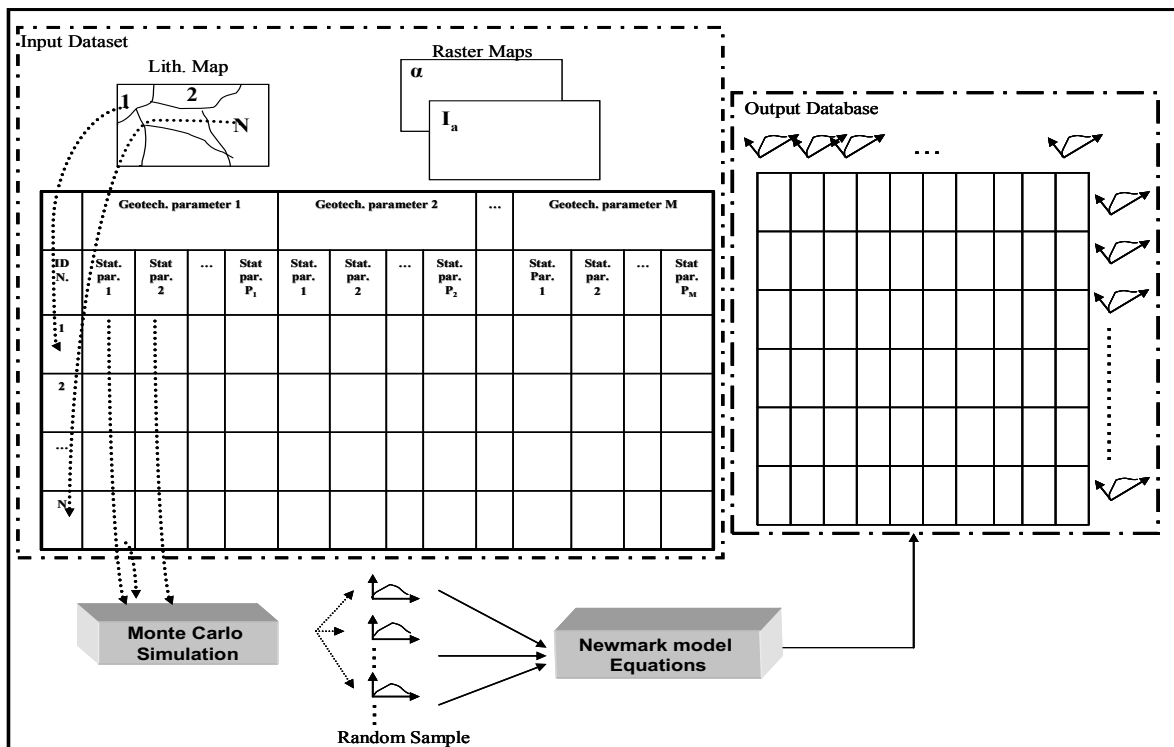 Input Dataset
Lith. Map
Raster Maps
1
2
N
α
Iₐ
Output Database
...
Geotech. parameter 1
Geotech. parameter 2
...
Geotech. parameter M
ID N.
Stat. par. 1
Stat par. 2
...
Stat par. P₁
Stat. par. 1
Stat. par. 2
...
Stat. par. P₂
Stat. Par. 1
Stat. par. 2
...
Stat par. P_M
1
2
...
N
Monte Carlo
Simulation
Newmark model
Equations
Random Sample